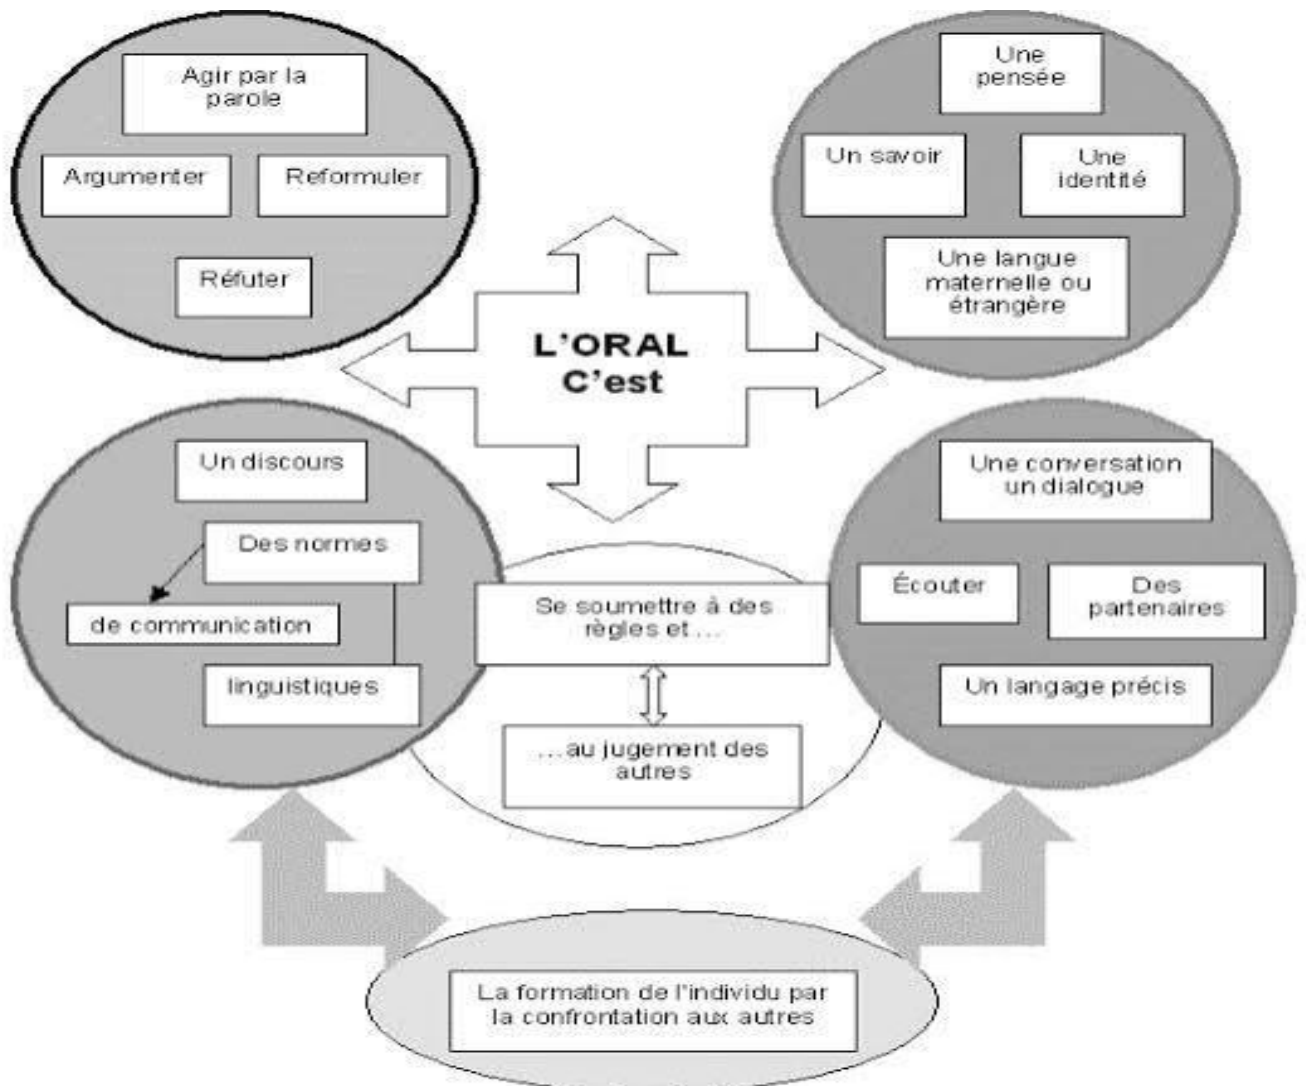 Agir par la
parole
Argumenter
Reformuler
Réfuter
Une
pensée
Un savoir
Une
identité
Une langue
maternelle ou
étrangère
L'ORAL
C'est
Un discours
Des normes
de communication
linguistiques
Se soumettre à des
règles et ...
...au jugement des
autres
Une conversation
un dialogue
Écouter
Des
partenaires
Un langage précis
La formation de l'individu par
la confrontation aux autres